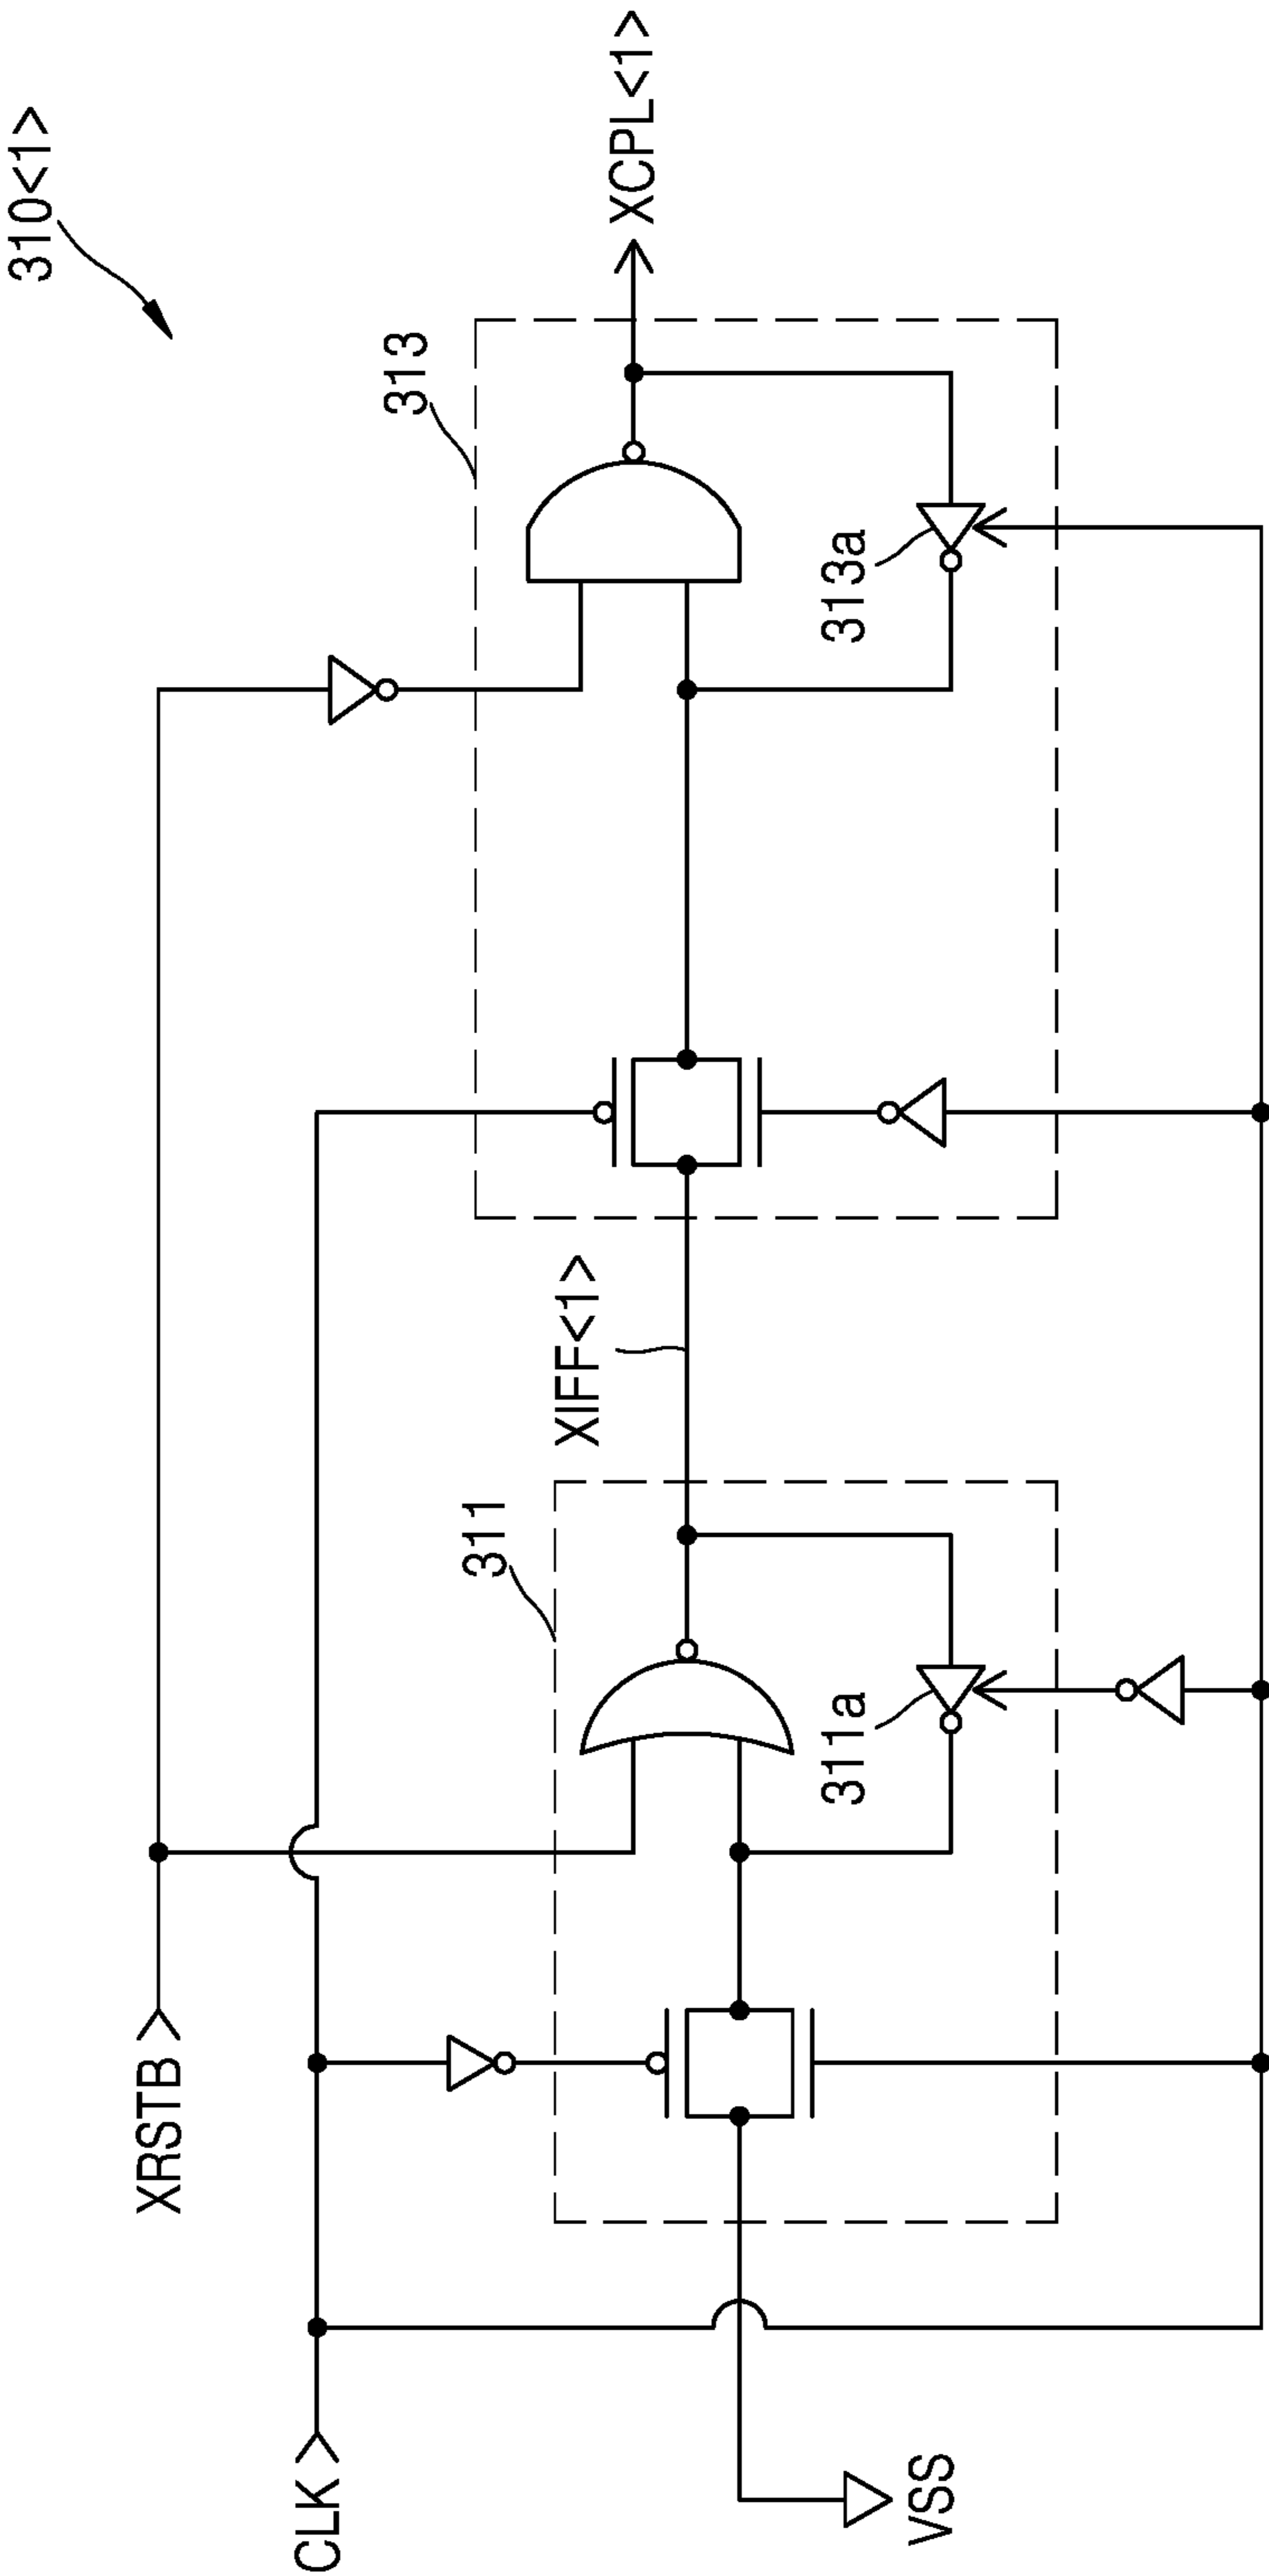 310<1>
XRSTB
CLK
313
XCPL<1>
311
XIFF<1>
313a
311a
VSS